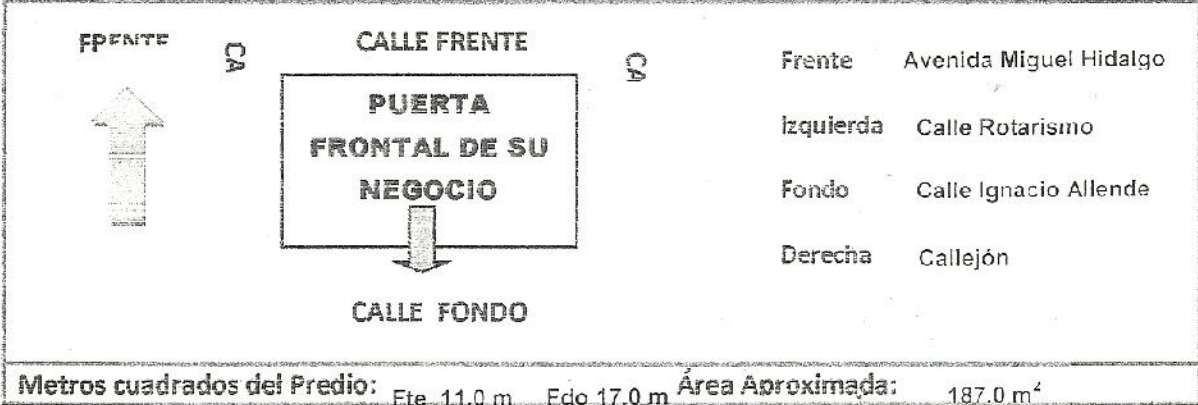 FRENTE
CA
CALLE FRENTE
CA
PUERTA
FRONTAL DE SU
NEGOCIO
CALLE FONDO
Frente Avenida Miguel Hidalgo
Izquierda Calle Rotarismo
Fondo Calle Ignacio Allende
Derecha Callejón
Metros cuadrados del Predio: Fte 11.0 m Fdo 17.0 m Área Aproximada: 187.0 m²